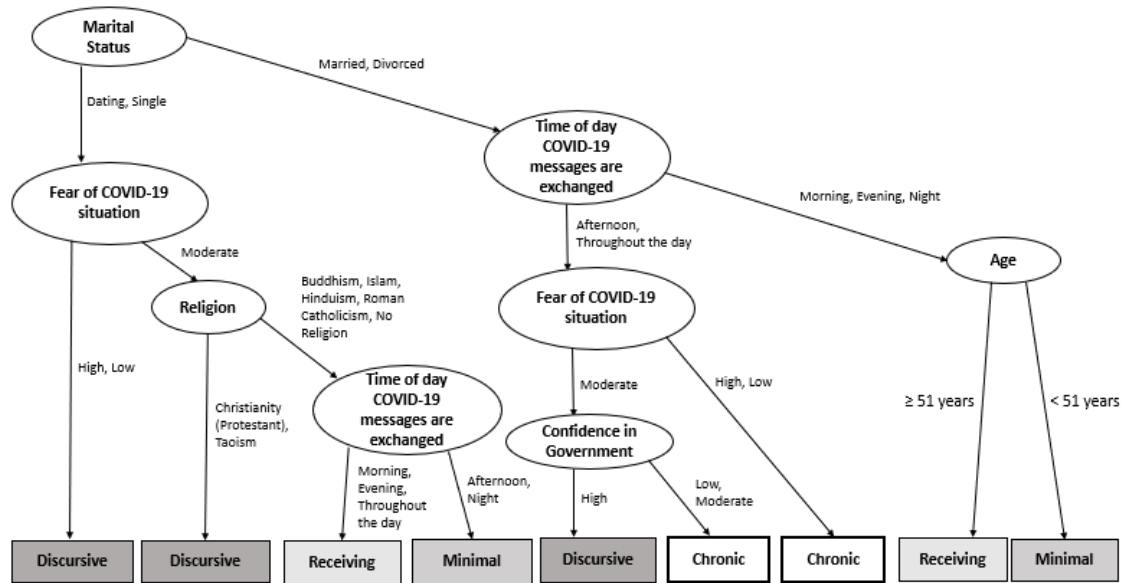 Marital
Status
Married, Divorced
Dating, Single
Time of day
COVID-19
messages are
exchanged
Fear of COVID-19
situation
Morning, Evening, Night
Afternoon,
Throughout the day
Moderate
Age
Buddhism, Islam,
Hinduism, Roman
Catholicism, No
Religion
Religion
Fear of COVID-19
situation
High, Low
Time of day
COVID-19
messages are
exchanged
Moderate
High, Low
≥ 51 years
< 51 years
Christianity
(Protestant),
Taoism
Confidence in
Government
Morning,
Evening,
Throughout
the day
Afternoon,
Night
High
Low,
Moderate
Discursive
Discursive
Receiving
Minimal
Discursive
Chronic
Chronic
Receiving
Minimal